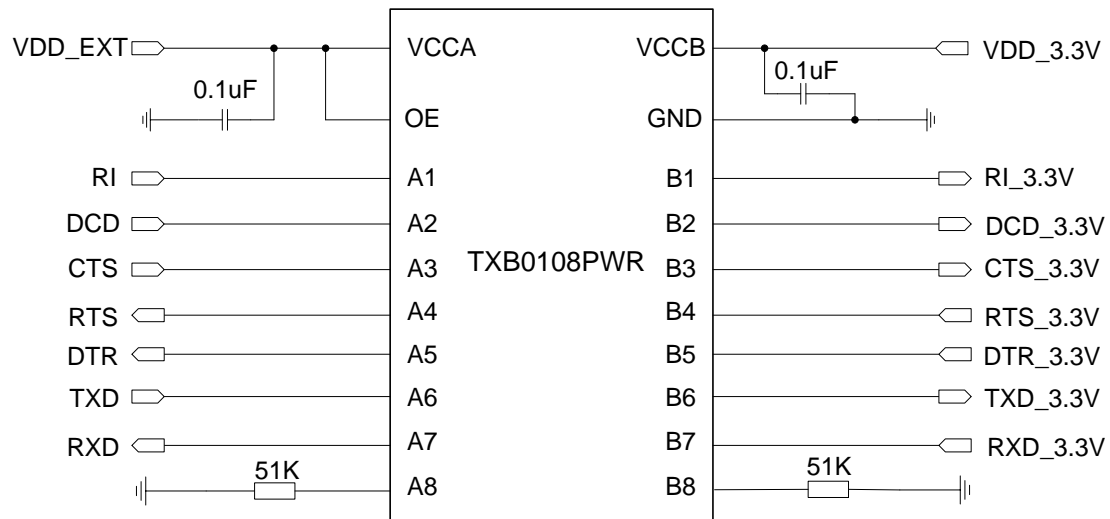 VDD_EXT VCCA VCCB VDD_3.3V
0.1uF 0.1uF
OE GND
RI A1 B1 RI_3.3V
DCD A2 B2 DCD_3.3V
TXB0108PWR
CTS A3 B3 CTS_3.3V
RTS A4 B4 RTS_3.3V
DTR A5 B5 DTR_3.3V
TXD A6 B6 TXD_3.3V
RXD A7 B7 RXD_3.3V
51K 51K
A8 B8